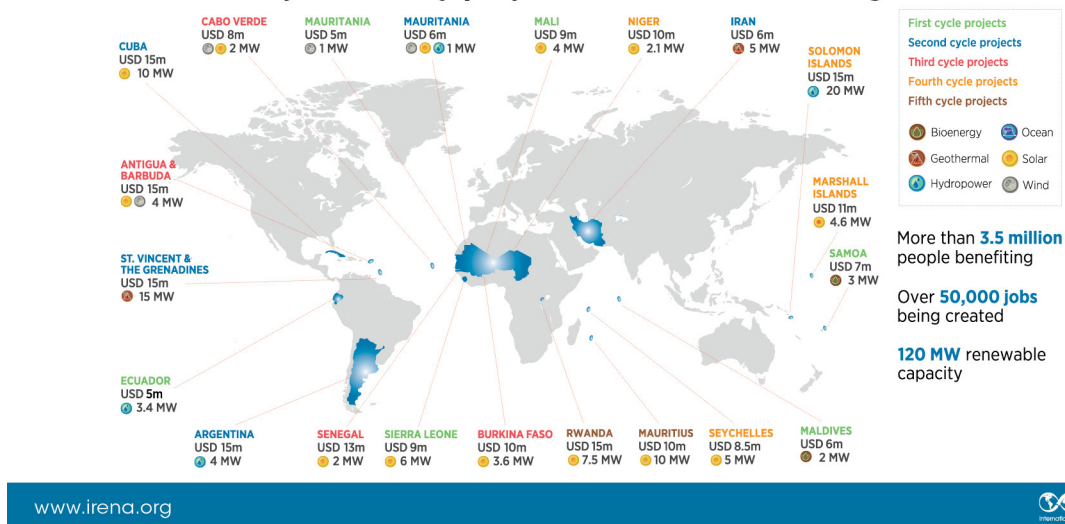 CABO VERDE
USD 8m
2 MW
MAURITANIA
USD 5m
1 MW
MAURITANIA
USD 6m
1 MW
MALI
USD 9m
4 MW
NIGER
USD 10m
2.1 MW
IRAN
USD 6m
5 MW
CUBA
USD 15m
10 MW
SOLOMON
ISLANDS
USD 15m
20 MW
ANTIGUA &
BARBUDA
USD 15m
4 MW
MARSHALL
ISLANDS
USD 11m
4.6 MW
ST. VINCENT &
THE GRENADINES
USD 15m
15 MW
SAMOA
USD 7m
3 MW
ECUADOR
USD 5m
3.4 MW
ARGENTINA
USD 15m
4 MW
SENEGAL
USD 13m
2 MW
SIERRA LEONE
USD 9m
6 MW
BURKINA FASO
USD 10m
3.6 MW
RWANDA
USD 15m
7.5 MW
MAURITIUS
USD 10m
10 MW
SEYCHELLES
USD 8.5m
5 MW
MALDIVES
USD 6m
2 MW
First cycle projects
Second cycle projects
Third cycle projects
Fourth cycle projects
Fifth cycle projects
Bioenergy
Ocean
Geothermal
Solar
Hydropower
Wind
More than 3.5 million
people benefiting
Over 50,000 jobs
being created
120 MW renewable
capacity
www.irena.org